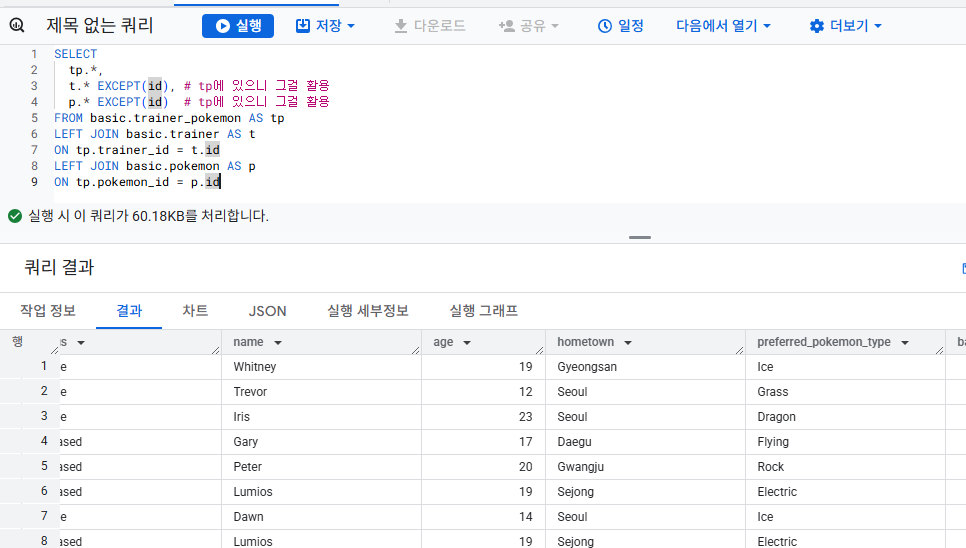 제목 없는 쿼리 실행 저장 다운로드 공유 일정 다음에서 열기 더보기
1 SELECT
2 tp.*,
3 t.* EXCEPT(id), # tp에 있으니 그걸 활용
4 p.* EXCEPT(id) # tp에 있으니 그걸 활용
5 FROM basic.trainer_pokemon AS tp
6 LEFT JOIN basic.trainer AS t
7 ON tp.trainer_id = t.id
8 LEFT JOIN basic.pokemon AS p
9 ON tp.pokemon_id = p.id
실행 시 이 쿼리가 60.18KB를 처리합니다.
쿼리 결과
작업 정보 결과 차트 JSON 실행 세부정보 실행 그래프
행 s name age hometown preferred_pokemon_type ba
1 e Whitney 19 Gyeongsan Ice
2 e Trevor 12 Seoul Grass
3 e Iris 23 Seoul Dragon
4 ased Gary 17 Daegu Flying
5 ased Peter 20 Gwangju Rock
6 ased Lumios 19 Sejong Electric
7 e Dawn 14 Seoul Ice
8 ased Lumios 19 Sejong Electric